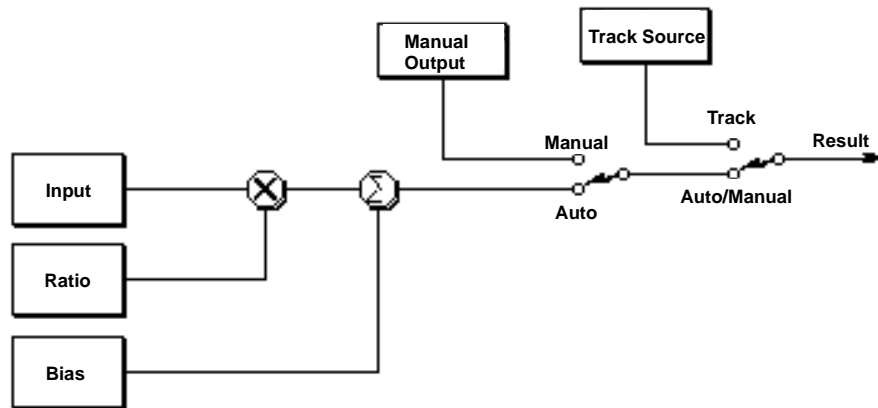 Manual
Output
Track Source
Manual
Track
Result
Input
Auto
Auto/Manual
Ratio
Bias